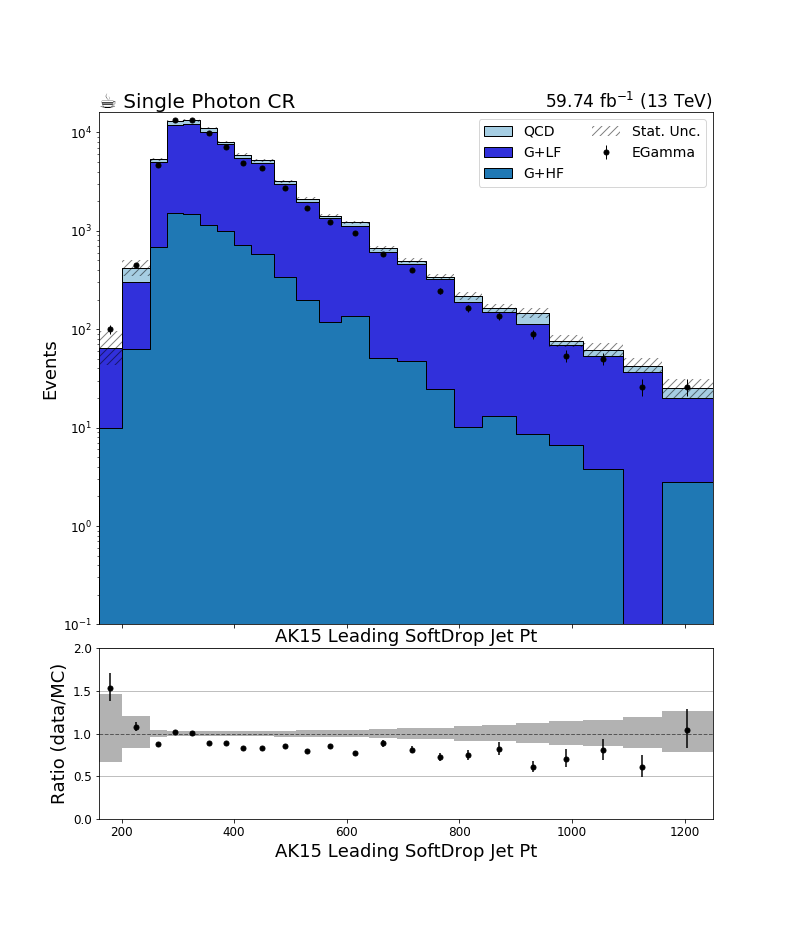 ☕ Single Photon CR
59.74 fb⁻¹ (13 TeV)
QCD
G+LF
G+HF
Stat. Unc.
EGamma
Events
10⁴
10³
10²
10¹
10⁰
10⁻¹
AK15 Leading SoftDrop Jet Pt
Ratio (data/MC)
2.0
1.5
1.0
0.5
0.0
200 400 600 800 1000 1200
AK15 Leading SoftDrop Jet Pt